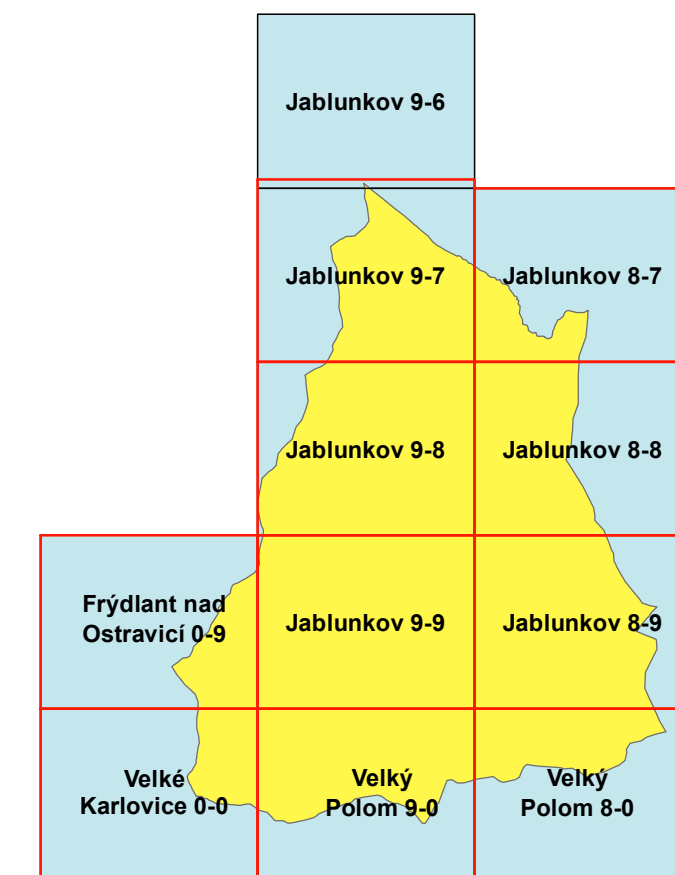 Jablunkov 9-6
Jablunkov 9-7
Jablunkov 8-7
Jablunkov 9-8
Jablunkov 8-8
Frýdlant nad
Ostravicí 0-9
Jablunkov 9-9
Jablunkov 8-9
Velké
Karlovice 0-0
Velký
Polom 9-0
Velký
Polom 8-0